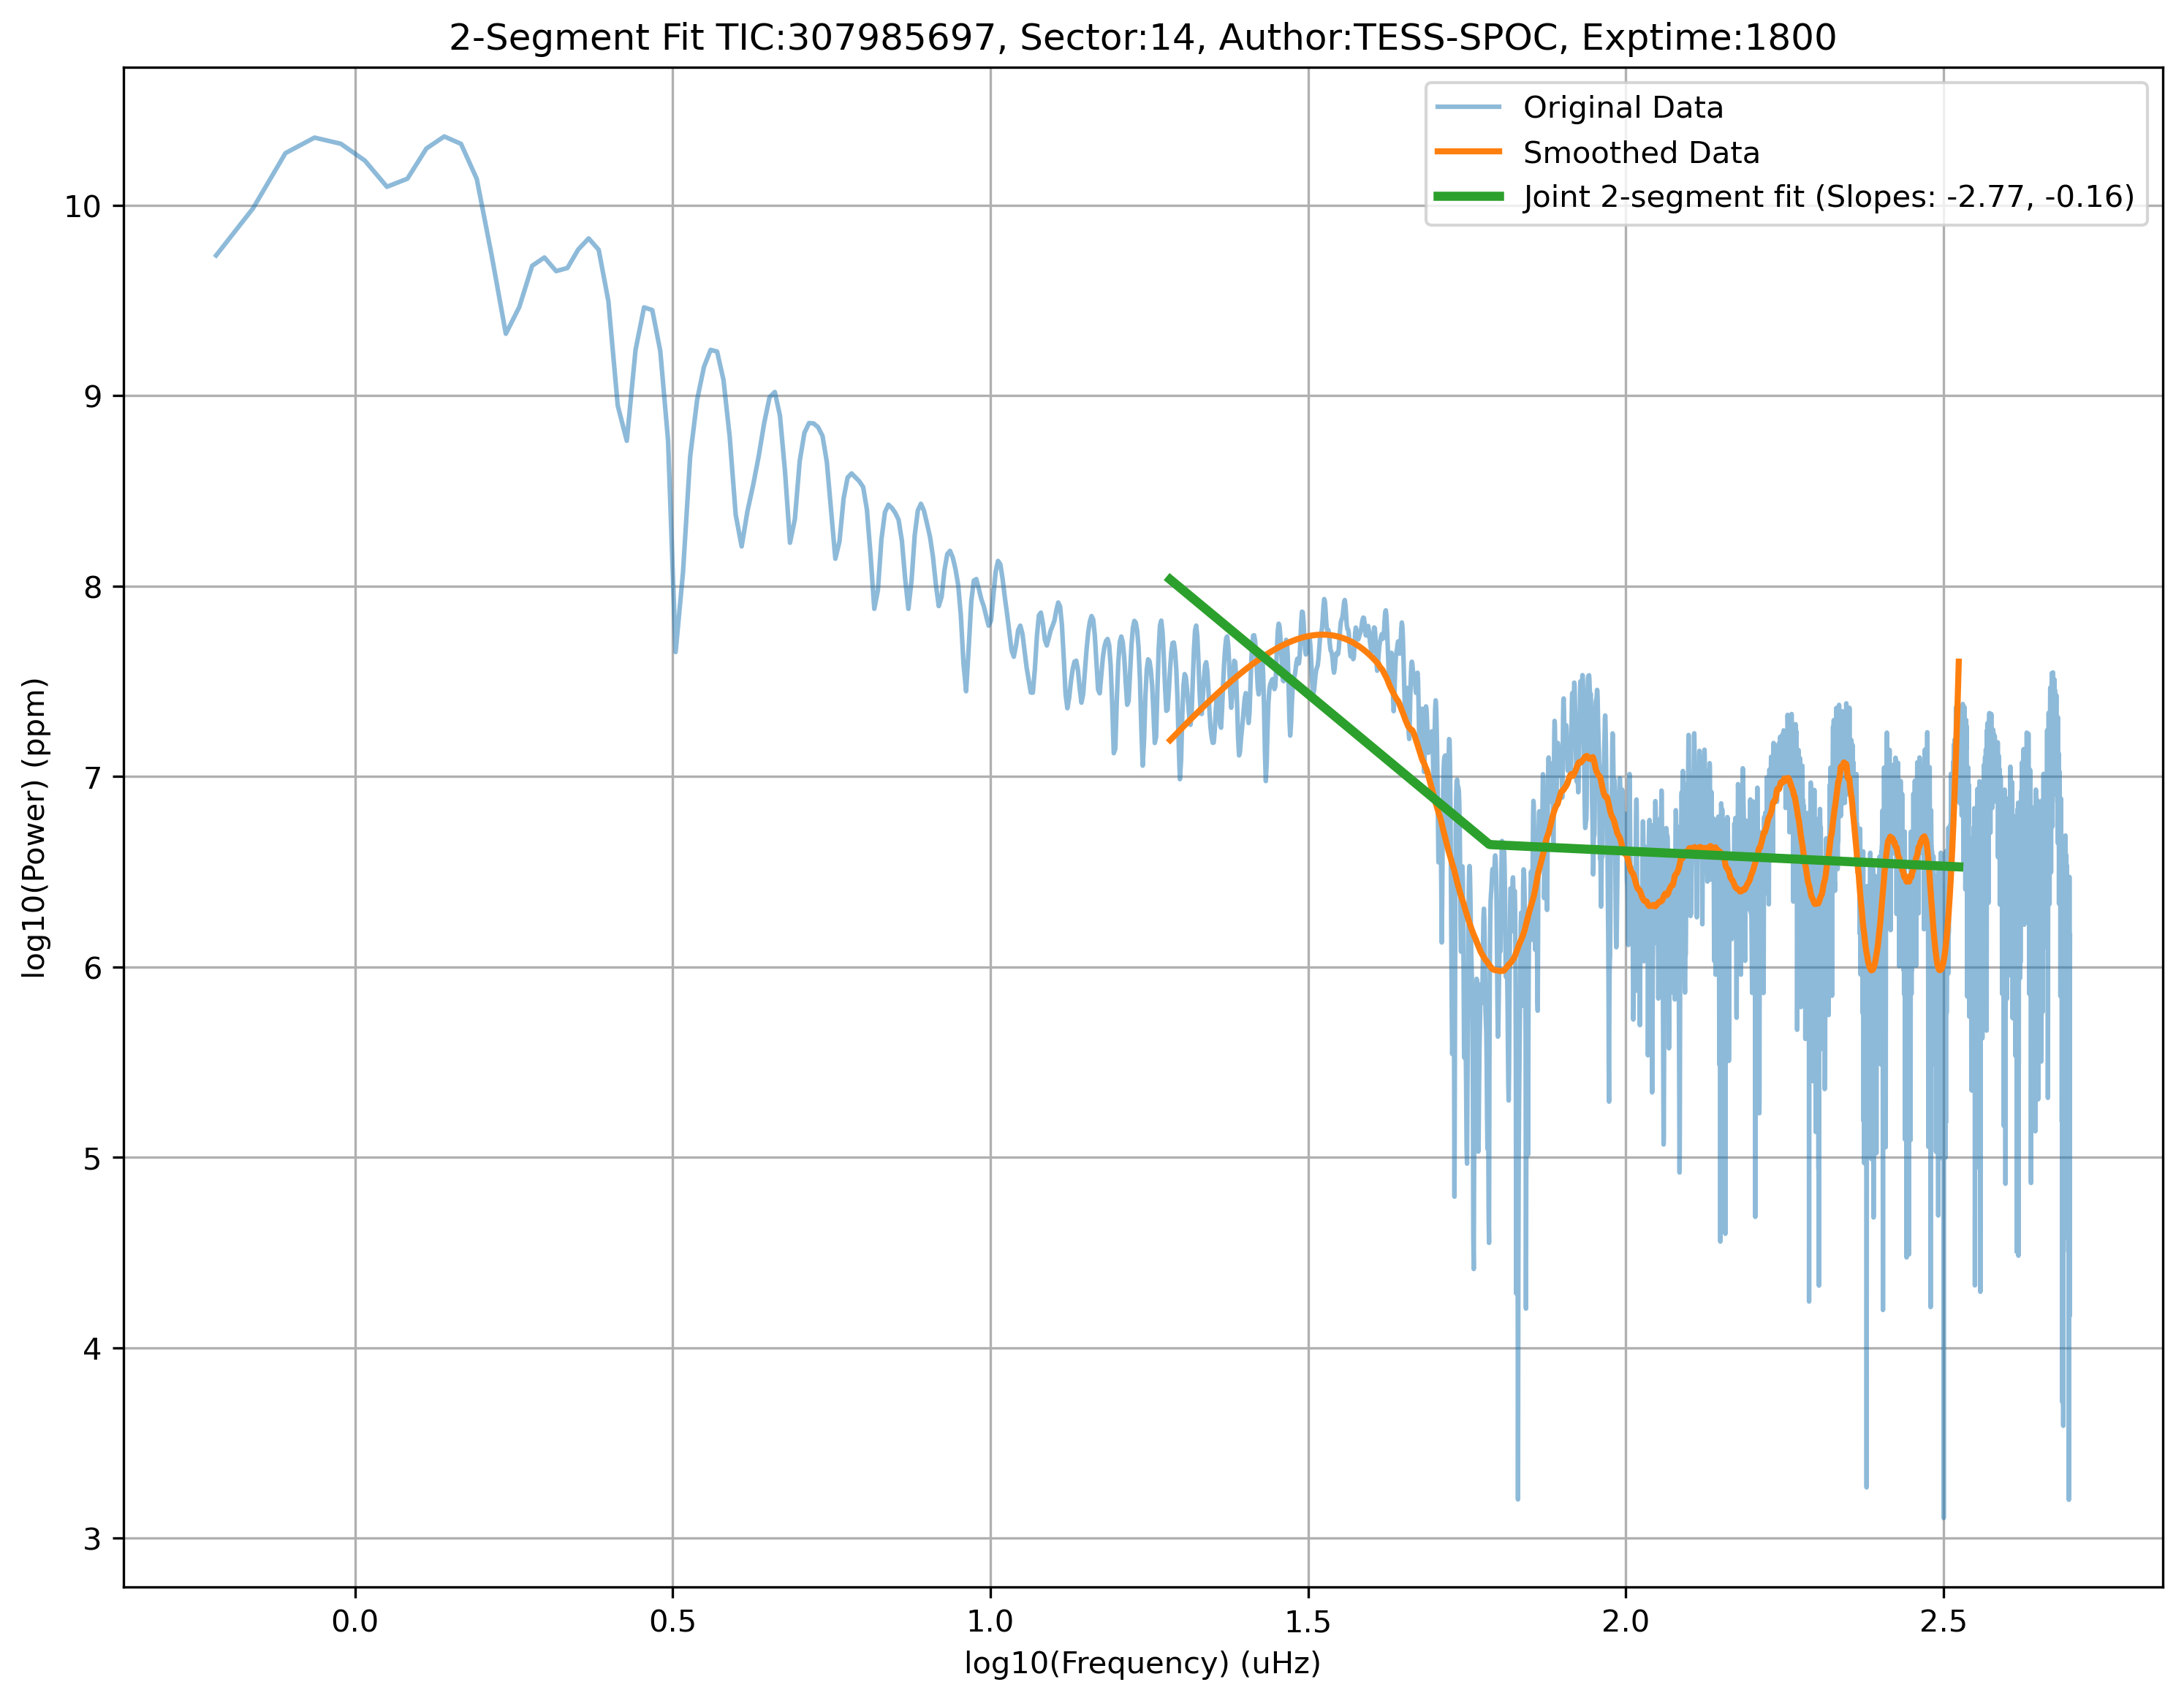 2-Segment Fit TIC:307985697, Sector:14, Author:TESS-SPOC, Exptime:1800
Original Data
Smoothed Data
Joint 2-segment fit (Slopes: -2.77, -0.16)
log10(Power) (ppm)
10
9
8
7
6
5
4
3
0.0 0.5 1.0 1.5 2.0 2.5
log10(Frequency) (uHz)